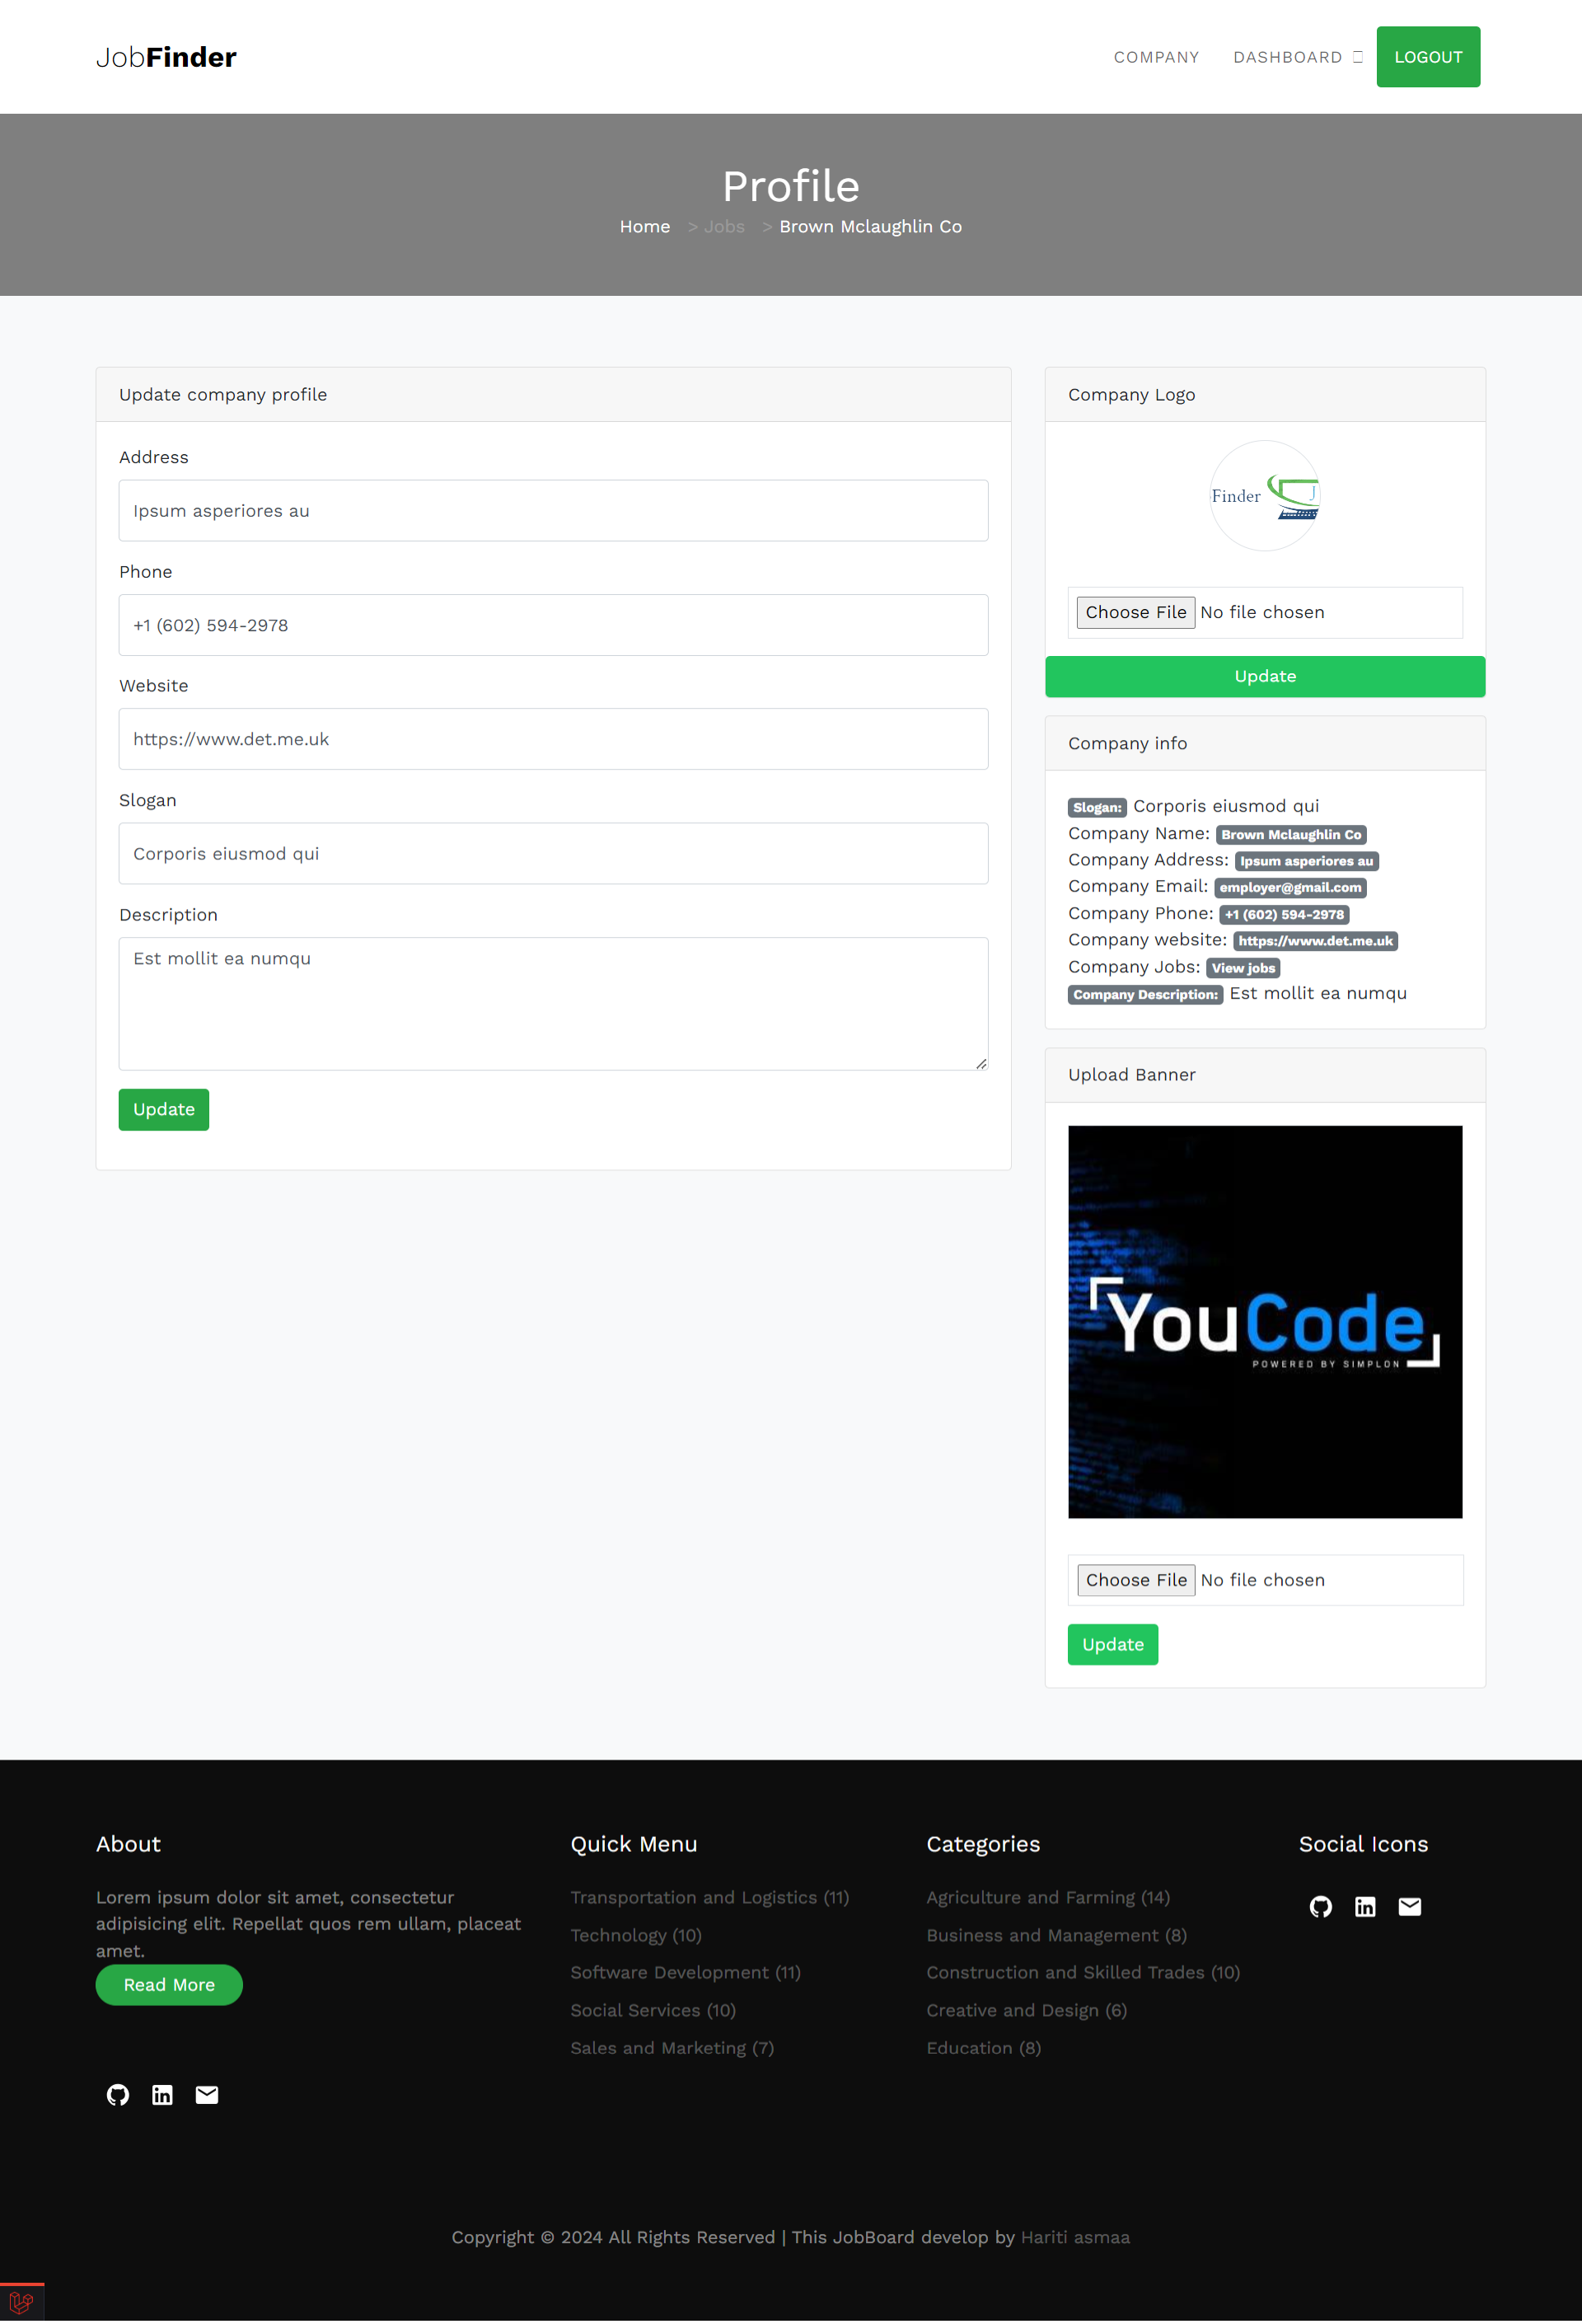 JobFinder
COMPANY DASHBOARD LOGOUT
Profile
Home > Jobs > Brown Mclaughlin Co
Update company profile
Address
Ipsum asperiores au
Phone
+1 (602) 594-2978
Website
https://www.det.me.uk
Slogan
Corporis eiusmod qui
Description
Est mollit ea numqu
Update
Company Logo
Finder J
Choose File No file chosen
Update
Company info
Slogan: Corporis eiusmod qui
Company Name: Brown Mclaughlin Co
Company Address: Ipsum asperiores au
Company Email: employer@gmail.com
Company Phone: +1 (602) 594-2978
Company website: https://www.det.me.uk
Company Jobs: View jobs
Company Description: Est mollit ea numqu
Upload Banner
YouCode
POWERED BY SIMPLON
Choose File No file chosen
Update
About
Lorem ipsum dolor sit amet, consectetur
adipisicing elit. Repellat quos rem ullam, placeat
amet.
Read More
Quick Menu
Transportation and Logistics (11)
Technology (10)
Software Development (11)
Social Services (10)
Sales and Marketing (7)
Categories
Agriculture and Farming (14)
Business and Management (8)
Construction and Skilled Trades (10)
Creative and Design (6)
Education (8)
Social Icons
Copyright © 2024 All Rights Reserved | This JobBoard develop by Hariti asmaa